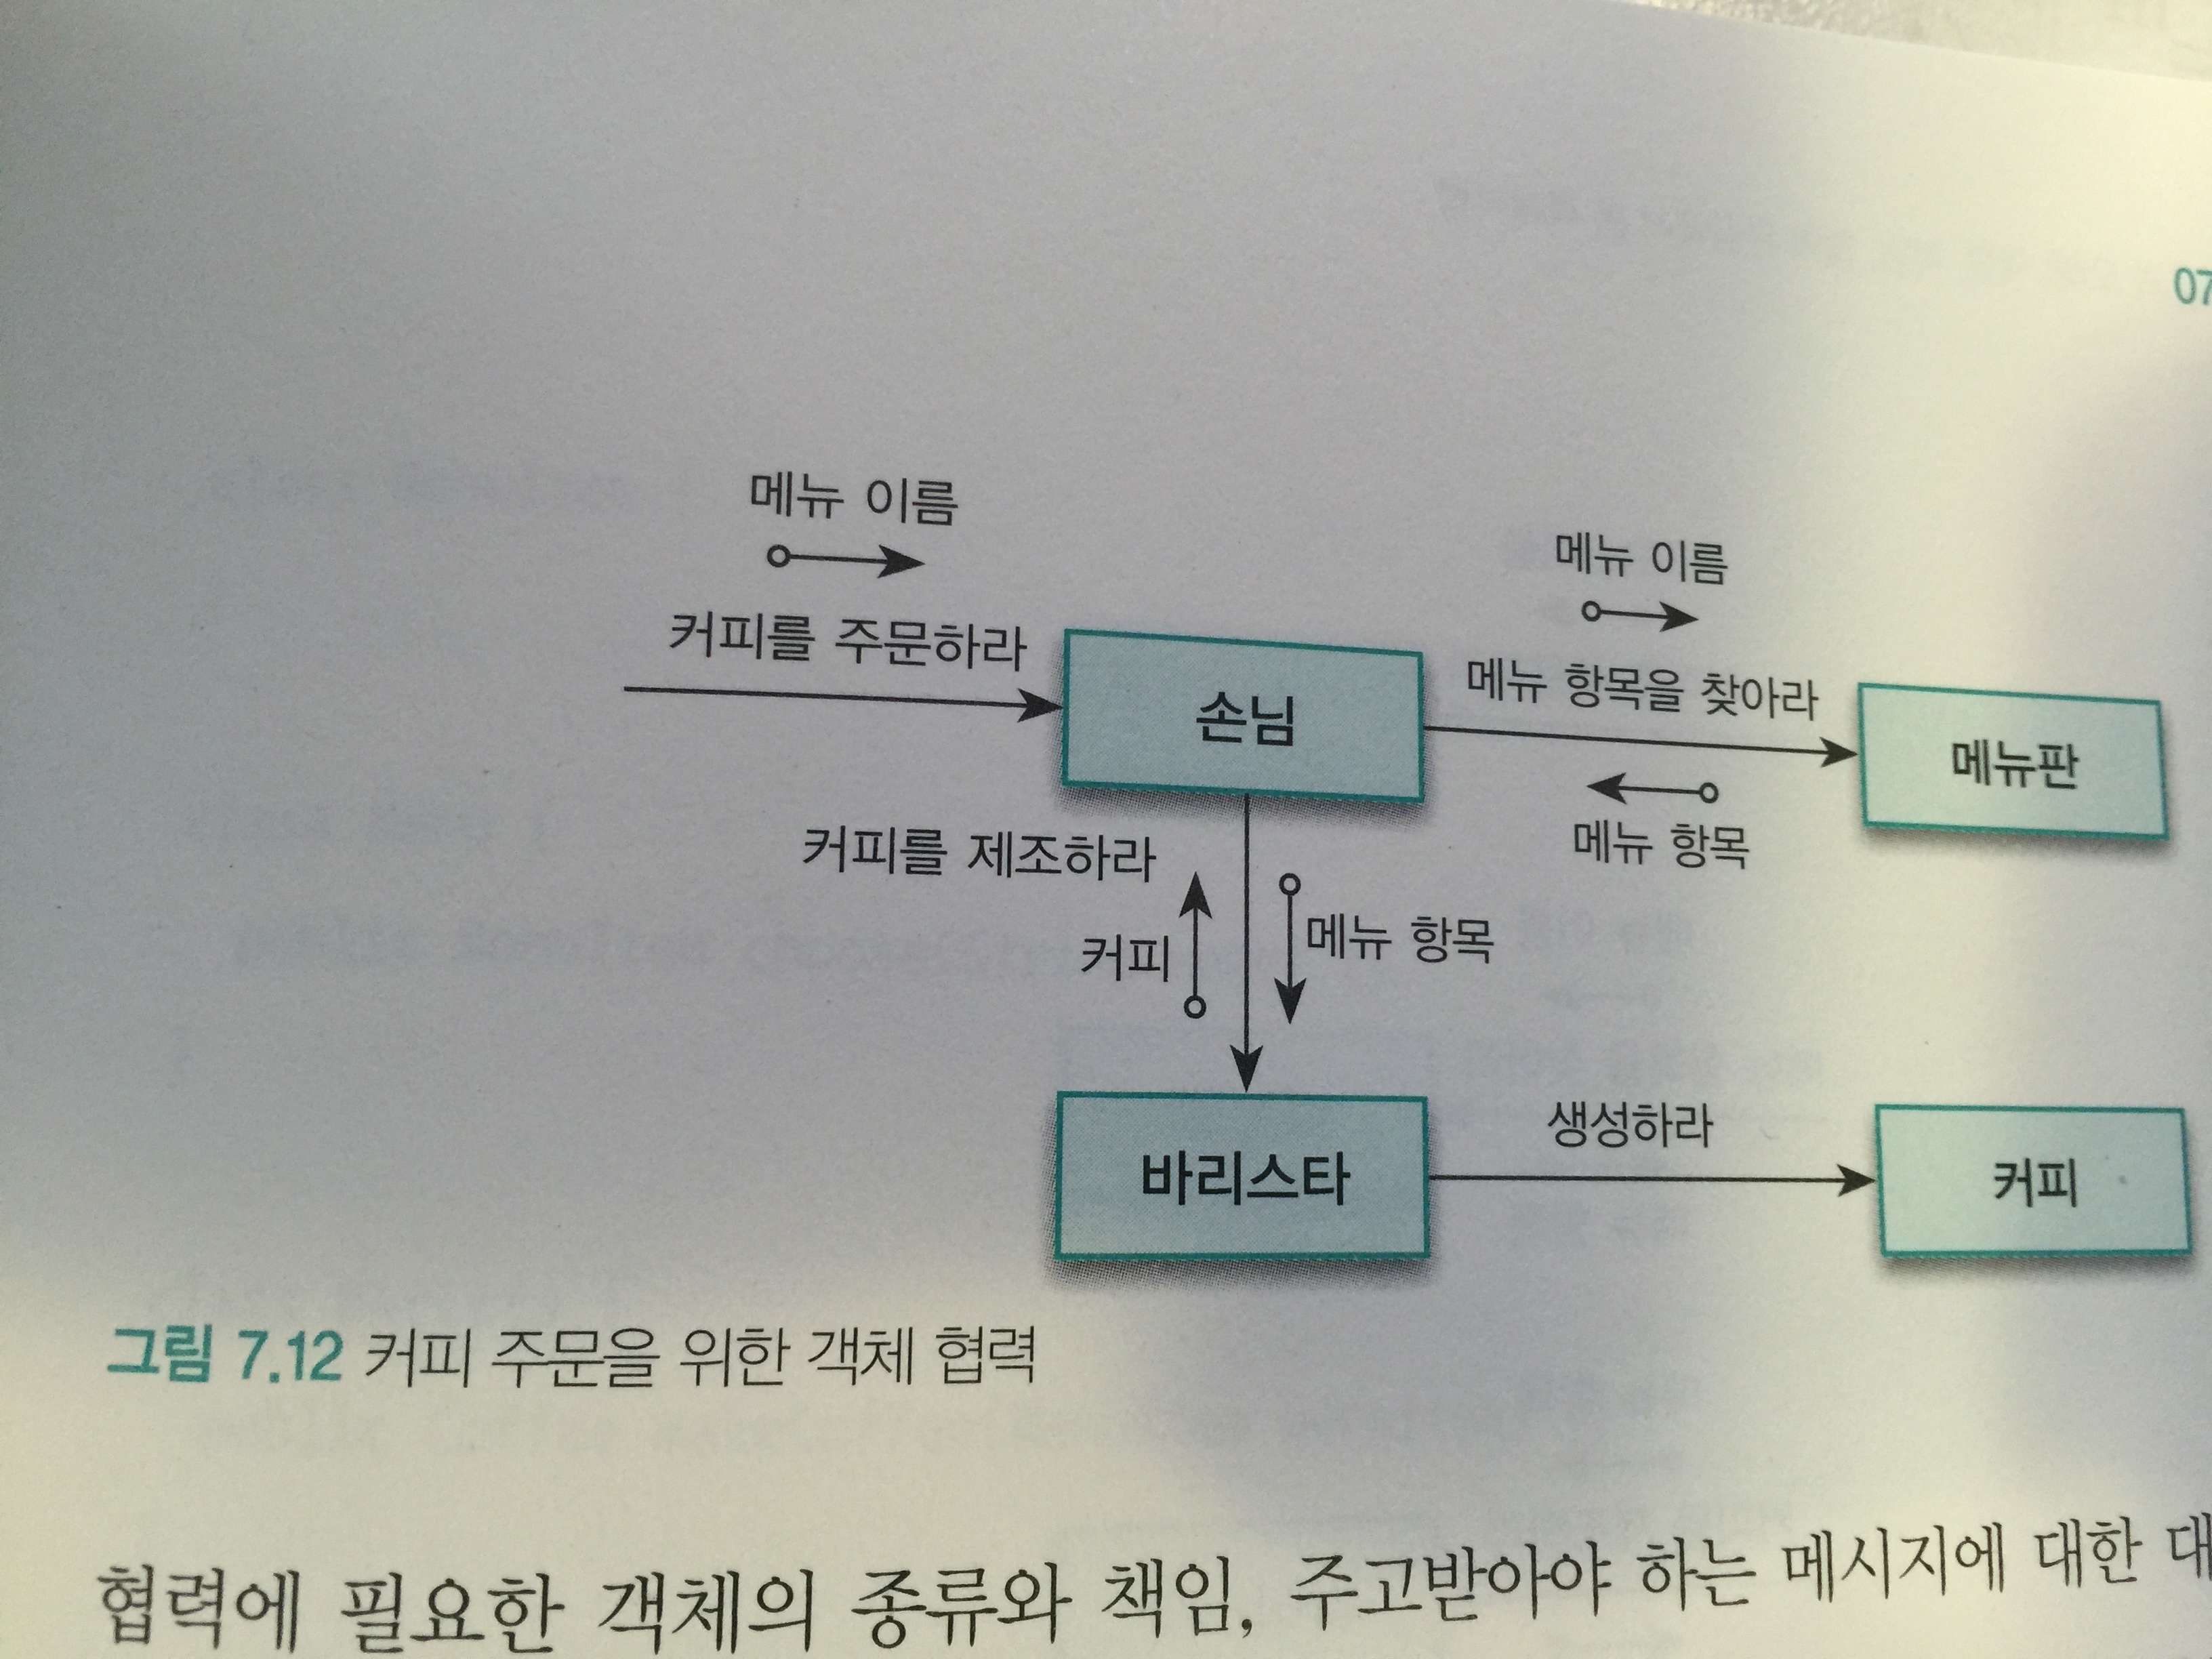 07
메뉴 이름
커피를 주문하라
손님
메뉴 이름
메뉴 항목을 찾아라
메뉴판
메뉴 항목
커피를 제조하라
커피
메뉴 항목
바리스타
생성하라
커피
그림 7.12 커피 주문을 위한 객체 협력
협력에 필요한 객체의 종류와 책임, 주고받아야 하는 메시지에 대한